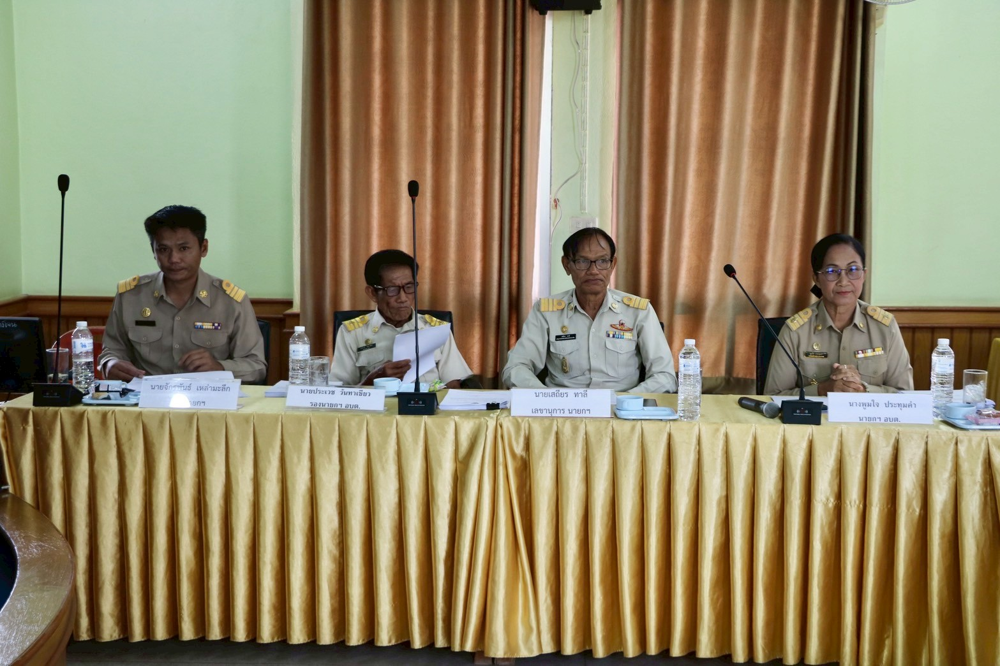 นายจักรพันธ์ เหล่ามะลึก
นายกฯ
นายประเวช วันทาเขียว
รองนายกฯ อบต.
นายเสถียร ทาลี
เลขานุการ นายกฯ
นางพูมใจ ประทุมคำ
นายกฯ อบต.